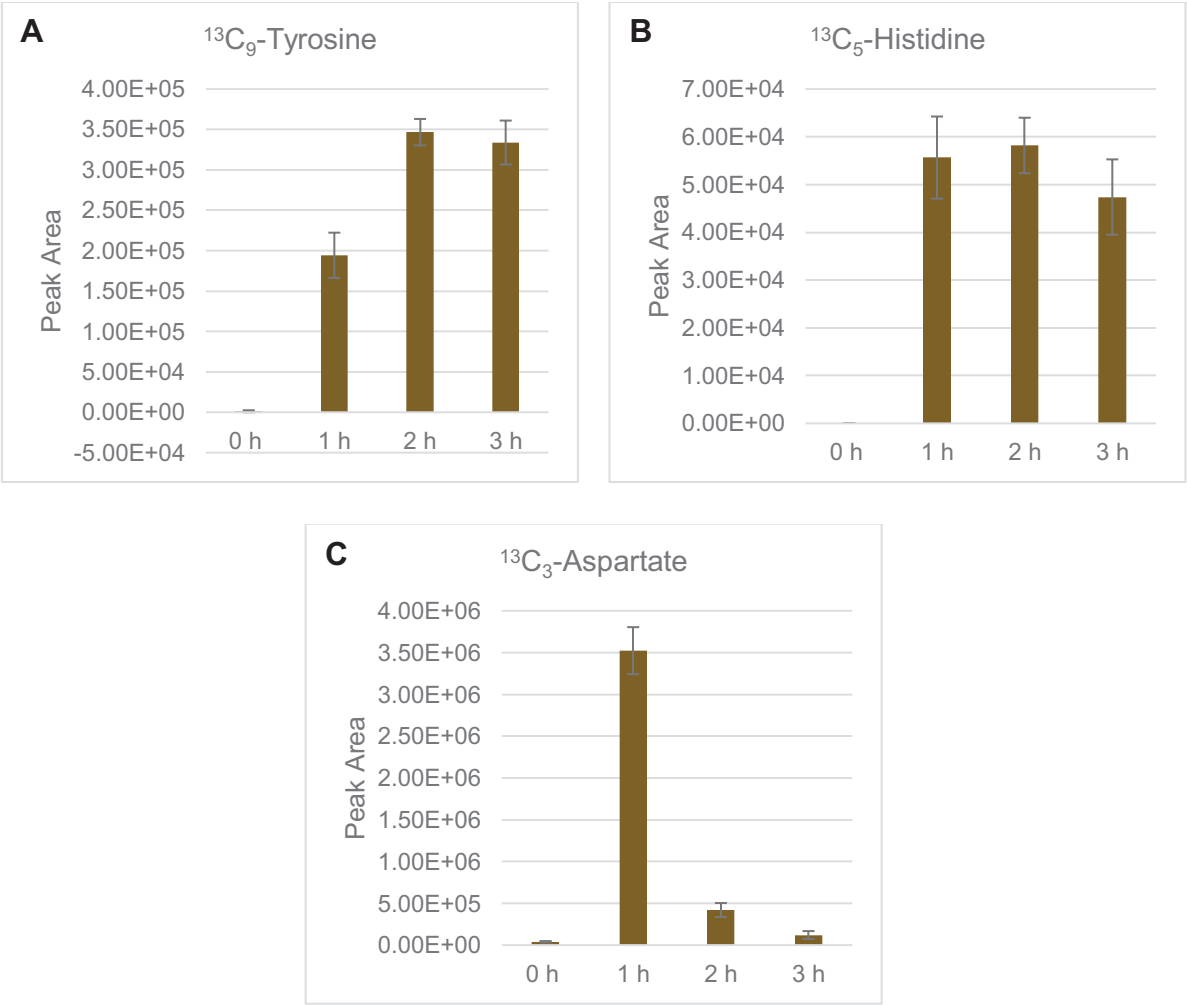 A
¹³C₉-Tyrosine
Peak Area
4.00E+05
3.50E+05
3.00E+05
2.50E+05
2.00E+05
1.50E+05
1.00E+05
5.00E+04
0.00E+00
-5.00E+04
0 h 1 h 2 h 3 h
B
¹³C₅-Histidine
Peak Area
7.00E+04
6.00E+04
5.00E+04
4.00E+04
3.00E+04
2.00E+04
1.00E+04
0.00E+00
0 h 1 h 2 h 3 h
C
¹³C₃-Aspartate
Peak Area
4.00E+06
3.50E+06
3.00E+06
2.50E+06
2.00E+06
1.50E+06
1.00E+06
5.00E+05
0.00E+00
0 h 1 h 2 h 3 h